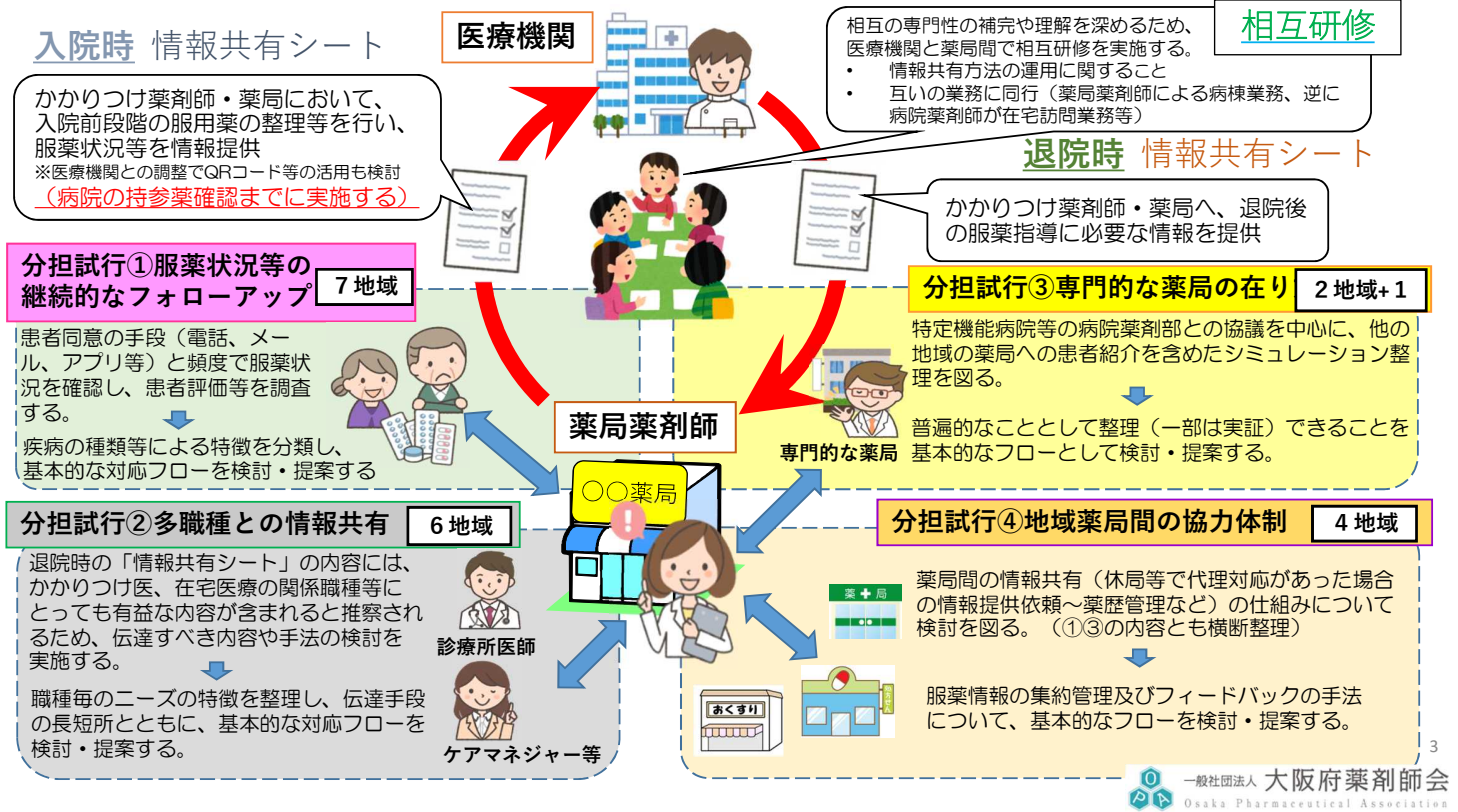 入院時 情報共有シート
かかりつけ薬剤師・薬局において、
入院前段階の服用薬の整理等を行い、
服薬状況等を情報提供
※医療機関との調整でQRコード等の活用も検討
（病院の持参薬確認までに実施する）
医療機関
相互研修
相互の専門性の補完や理解を深めるため、
医療機関と薬局間で相互研修を実施する。
• 情報共有方法の運用に関すること
• 互いの業務に同行（薬局薬剤師による病棟業務、逆に
病院薬剤師が在宅訪問業務等）
退院時 情報共有シート
かかりつけ薬剤師・薬局へ、退院後
の服薬指導に必要な情報を提供
分担試行①服薬状況等の
継続的なフォローアップ
7地域
患者同意の手段（電話、メー
ル、アプリ等）と頻度で服薬状
況を確認し、患者評価等を調査
する。
疾病の種類等による特徴を分類し、
基本的な対応フローを検討・提案する
分担試行③専門的な薬局の在り
2地域+1
特定機能病院等の病院薬剤部との協議を中心に、他の
地域の薬局への患者紹介を含めたシミュレーション整
理を図る。
普遍的なこととして整理（一部は実証）できることを
基本的なフローとして検討・提案する。
専門的な薬局
薬局薬剤師
〇〇薬局
分担試行②多職種との情報共有
6地域
退院時の「情報共有シート」の内容には、
かかりつけ医、在宅医療の関係職種等に
とっても有益な内容が含まれると推察され
るため、伝達すべき内容や手法の検討を
実施する。
職種毎のニーズの特徴を整理し、伝達手段
の長短所とともに、基本的な対応フローを
検討・提案する。
診療所医師
ケアマネジャー等
分担試行④地域薬局間の協力体制
4地域
薬局間の情報共有（休局等で代理対応があった場合
の情報提供依頼～薬歴管理など）の仕組みについて
検討を図る。（①③の内容とも横断整理）
服薬情報の集約管理及びフィードバックの手法
について、基本的なフローを検討・提案する。
薬 局
おくすり
処方せん
3
OPA
一般社団法人 大阪府薬剤師会
Osaka Pharmaceutical Association